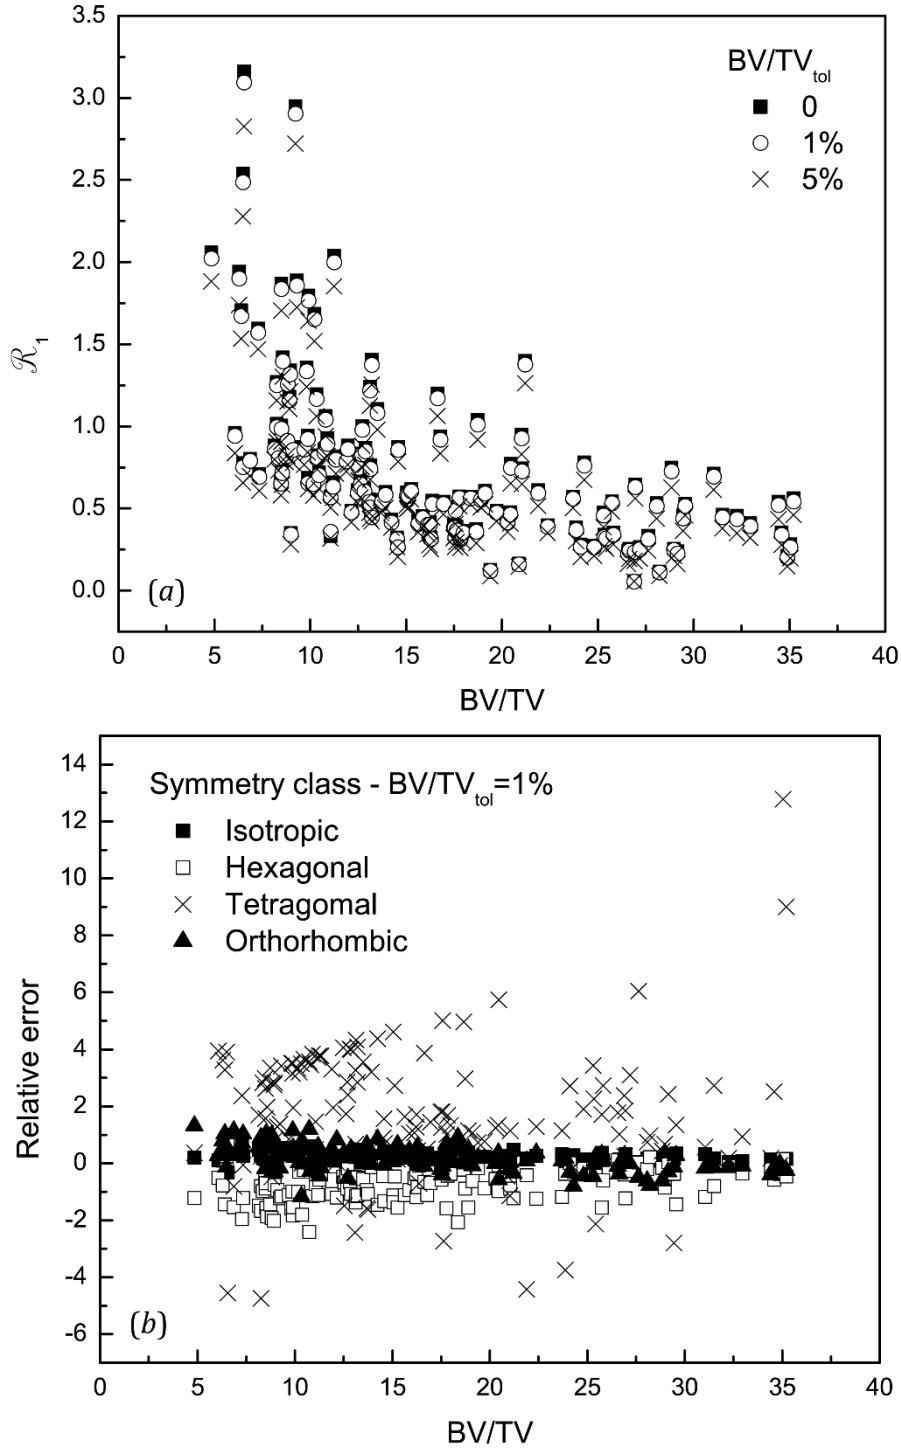 3.5
3.0
2.5
2.0
1.5
1.0
0.5
0.0
ℛ₁
BV/TVtol
0
1%
5%
(a)
0 5 10 15 20 25 30 35 40
BV/TV
14
12
10
8
6
4
2
0
-2
-4
-6
Relative error
Symmetry class - BV/TVtol=1%
Isotropic
Hexagonal
Tetragomal
Orthorhombic
(b)
0 5 10 15 20 25 30 35 40
BV/TV